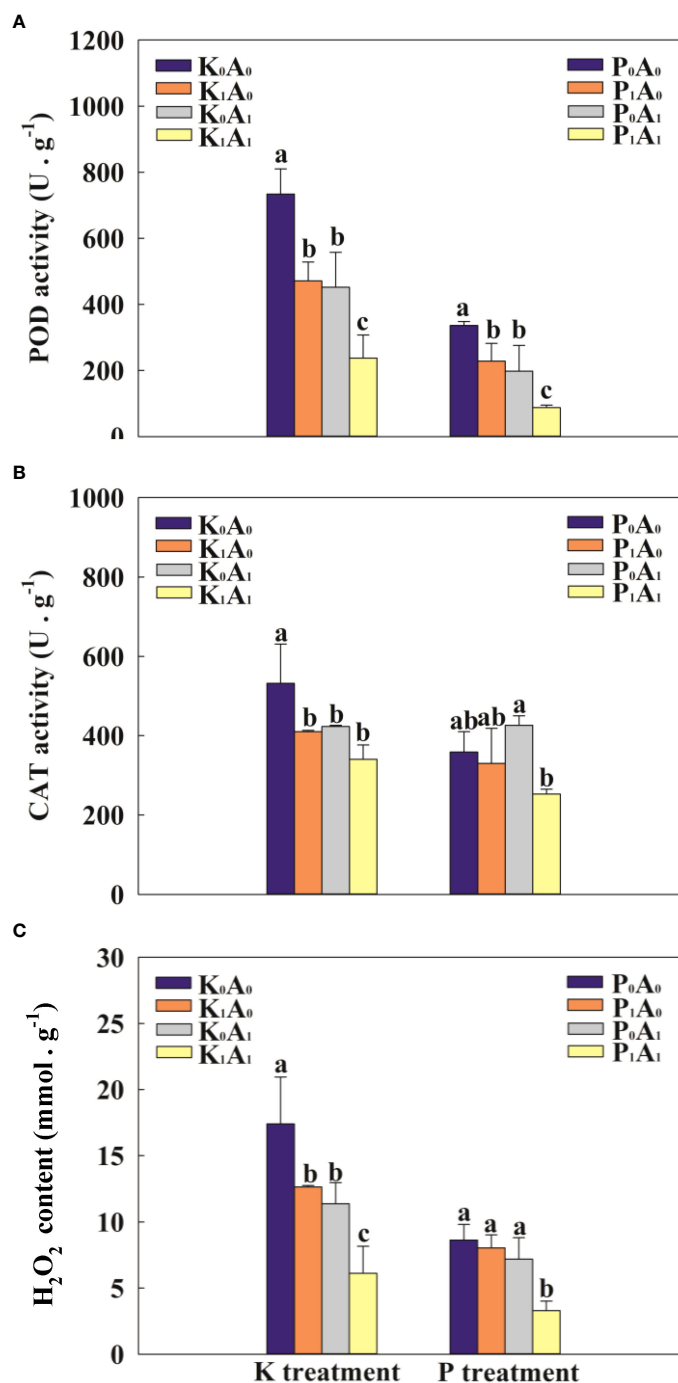 A
POD activity (U . g⁻¹)
1200
1000
800
600
400
200
0
K₀A₀
K₁A₀
K₀A₁
K₁A₁
P₀A₀
P₁A₀
P₀A₁
P₁A₁
a
b
b
c
a
b
b
c
B
CAT activity (U . g⁻¹)
1000
800
600
400
200
0
K₀A₀
K₁A₀
K₀A₁
K₁A₁
P₀A₀
P₁A₀
P₀A₁
P₁A₁
a
b
b
b
ab
ab
a
b
C
H₂O₂ content (mmol . g⁻¹)
30
25
20
15
10
5
0
K₀A₀
K₁A₀
K₀A₁
K₁A₁
P₀A₀
P₁A₀
P₀A₁
P₁A₁
a
b
b
c
a
a
a
b
K treatment
P treatment